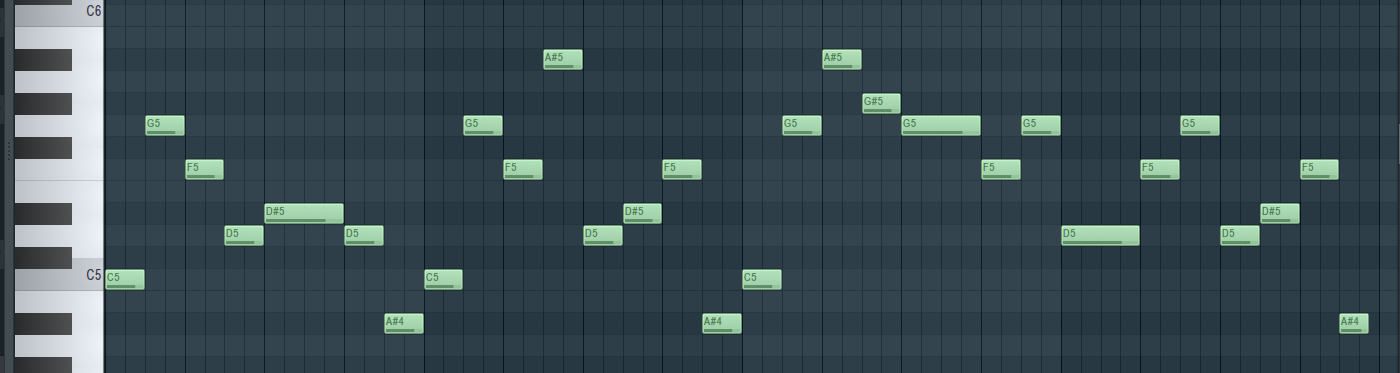 C6
A#5 A#5
G#5
G5 G5 G5 G5 G5 G5
F5 F5 F5 F5 F5 F5
D#5 D#5 D#5
D5 D5 D5 D5 D5
C5 C5 C5 C5
A#4 A#4 A#4